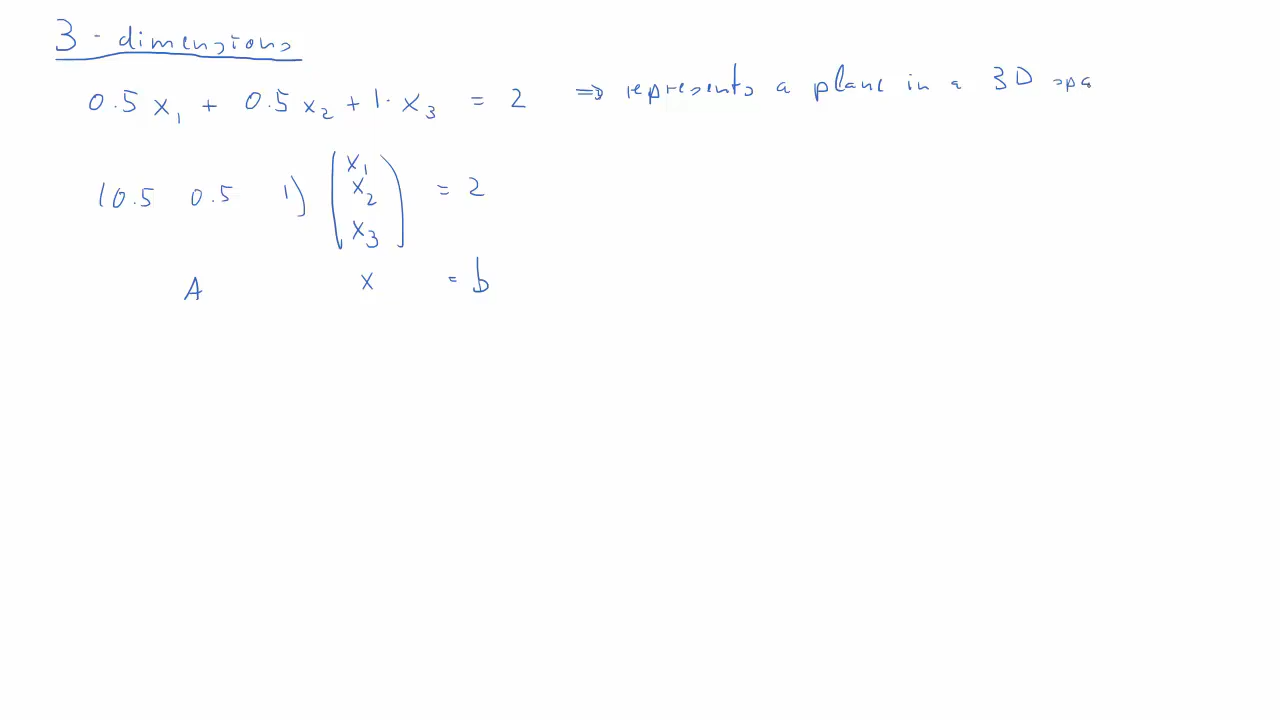 3 - dimensions
0.5 x₁ + 0.5 x₂ + 1· x₃ = 2 ⇒ represents a plane in a 3D spa
(0.5 0.5 1) (x₁ x₂ x₃) = 2
A x = b